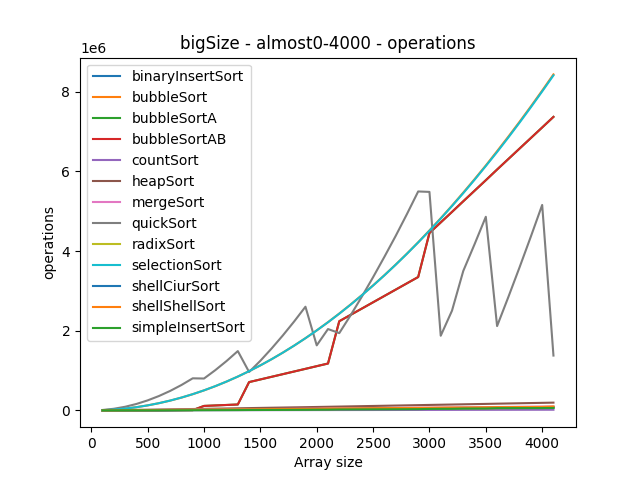 bigSize - almost0-4000 - operations
1e6
binaryInsertSort
bubbleSort
bubbleSortA
bubbleSortAB
countSort
heapSort
mergeSort
quickSort
radixSort
selectionSort
shellCiurSort
shellShellSort
simpleInsertSort
8
6
4
2
0
operations
0 500 1000 1500 2000 2500 3000 3500 4000
Array size